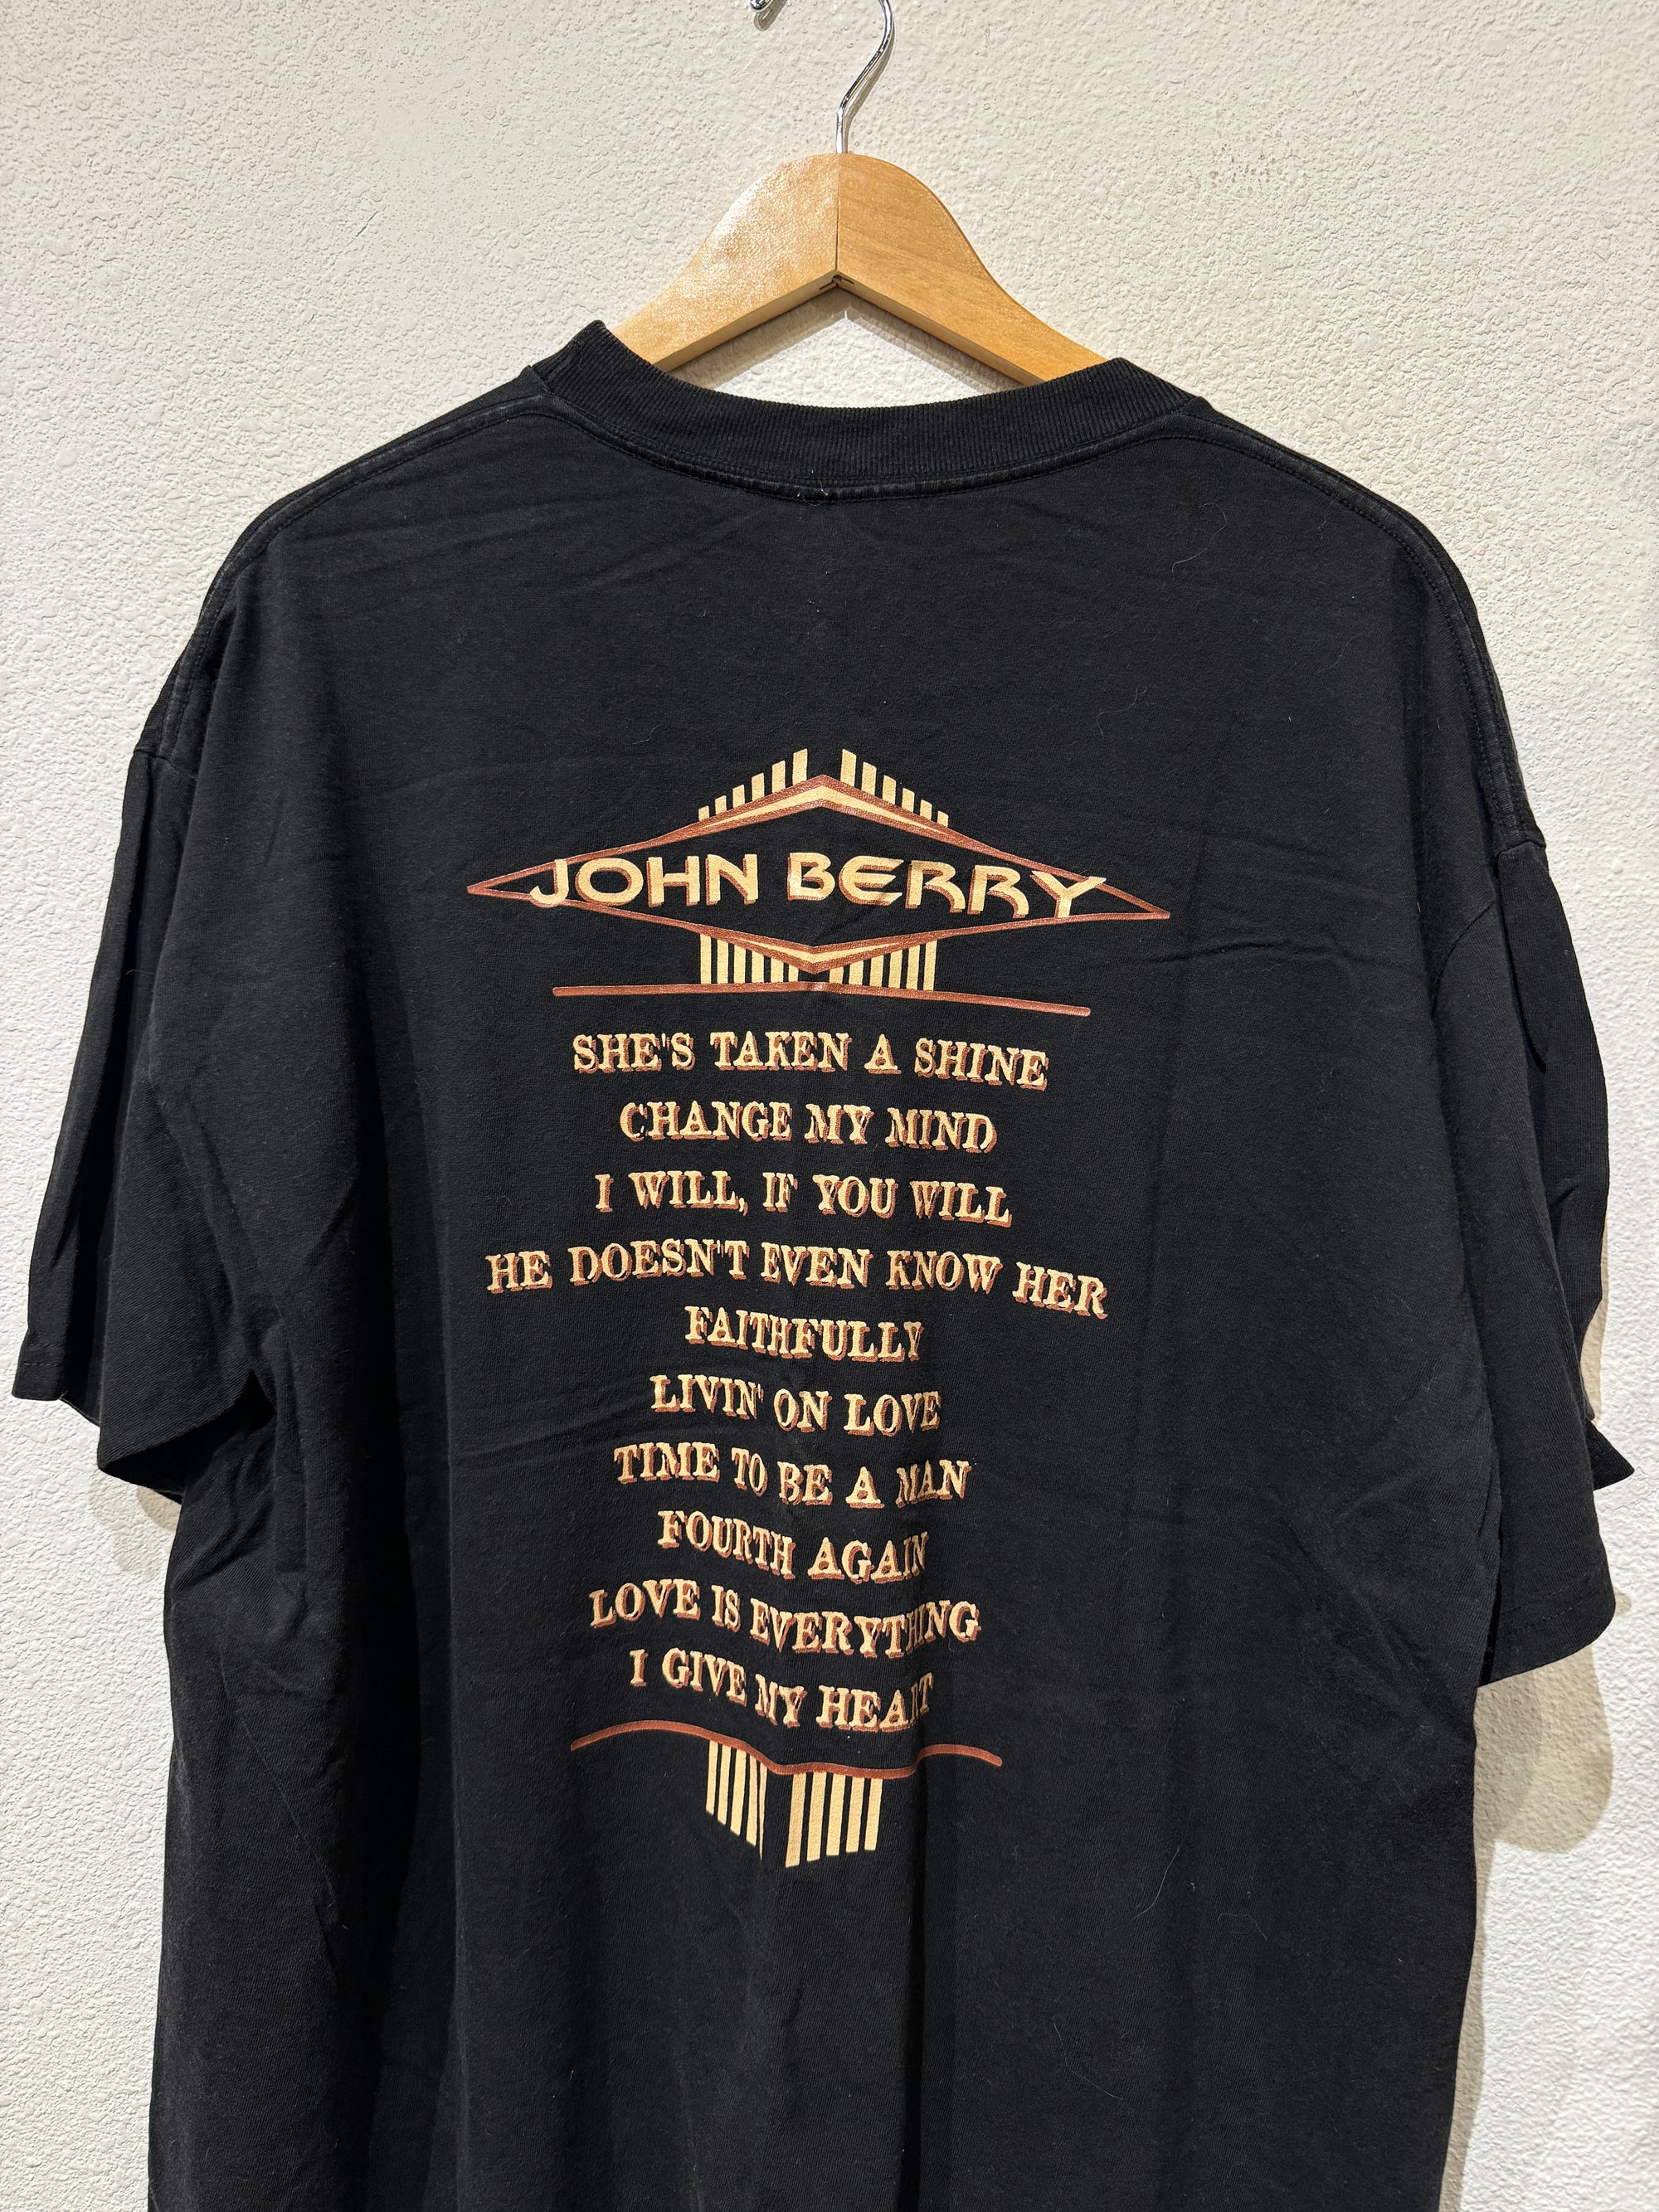 JOHN BERRY
SHE'S TAKEN A SHINE
CHANGE MY MIND
I WILL, IF YOU WILL
HE DOESN'T EVEN KNOW HER
FAITHFULLY
LIVIN' ON LOVE
TIME TO BE A MAN
FOURTH AGAIN
LOVE IS EVERYTHING
I GIVE MY HEART